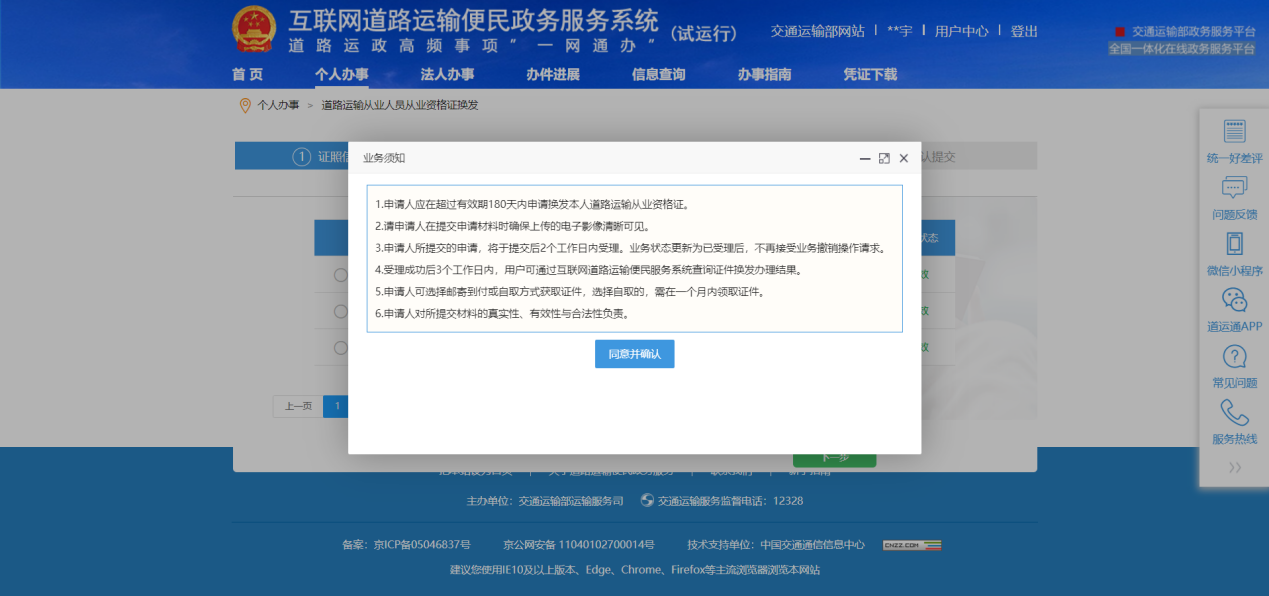 互联网道路运输便民政务服务系统 (试运行)
道路运政高频事项“一网通办”
交通运输部网站 | **宇 | 用户中心 | 登出
交通运输部政务服务平台
全国一体化在线政务服务平台
首页 个人办事 法人办事 办件进展 信息查询 办事指南 凭证下载
个人办事 > 道路运输从业人员从业资格证换发
1 证照信
认提交
业务须知
1.申请人应在超过有效期180天内申请换发本人道路运输从业资格证。
2.请申请人在提交申请材料时确保上传的电子影像清晰可见。
3.申请人所提交的申请，将于提交后2个工作日内受理。业务状态更新为已受理后，不再接受业务撤销操作请求。
4.受理成功后3个工作日内，用户可通过互联网道路运输便民服务系统查询证件换发办理结果。
5.申请人可选择邮寄到付或自取方式获取证件，选择自取的，需在一个月内领取证件。
6.申请人对所提交材料的真实性、有效性与合法性负责。
同意并确认
状态
上一页 1
下一步
统一好差评
问题反馈
微信小程序
道运通APP
常见问题
服务热线
主办单位：交通运输部运输服务司 交通运输服务监督电话：12328
备案：京ICP备05046837号 京公网安备 11040102700014号 技术支持单位：中国交通通信信息中心 CNZZ.COM
建议您使用IE10及以上版本、Edge、Chrome、Firefox等主流浏览器浏览本网站